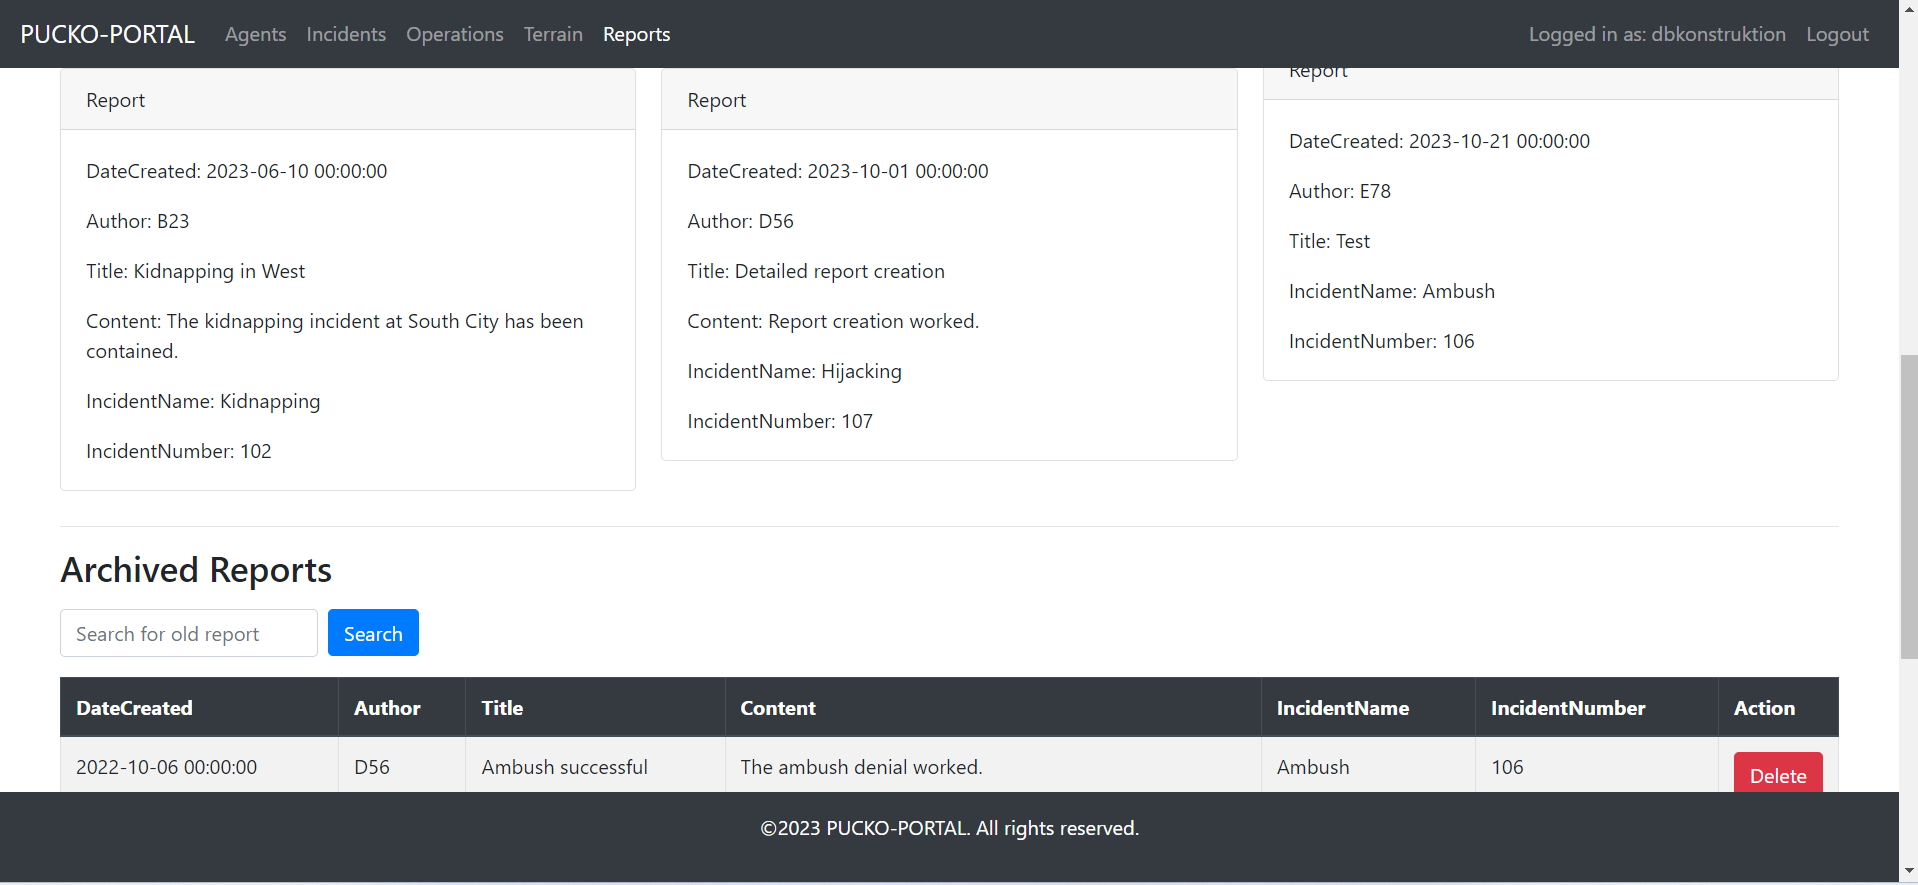 PUCKO-PORTAL Agents Incidents Operations Terrain Reports Logged in as: dbkonstruktion Logout
Report
DateCreated: 2023-06-10 00:00:00
Author: B23
Title: Kidnapping in West
Content: The kidnapping incident at South City has been
contained.
IncidentName: Kidnapping
IncidentNumber: 102
Report
DateCreated: 2023-10-01 00:00:00
Author: D56
Title: Detailed report creation
Content: Report creation worked.
IncidentName: Hijacking
IncidentNumber: 107
Report
DateCreated: 2023-10-21 00:00:00
Author: E78
Title: Test
IncidentName: Ambush
IncidentNumber: 106
Archived Reports
Search for old report Search
DateCreated Author Title Content IncidentName IncidentNumber Action
2022-10-06 00:00:00 D56 Ambush successful The ambush denial worked. Ambush 106 Delete
©2023 PUCKO-PORTAL. All rights reserved.